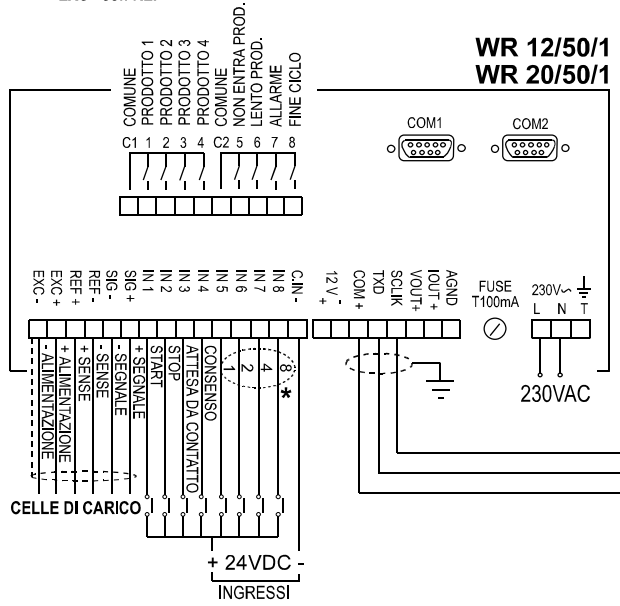 WR 12/50/1
WR 20/50/1
COMUNE
PRODOTTO 1
PRODOTTO 2
PRODOTTO 3
PRODOTTO 4
COMUNE
NON ENTRA PROD.
LENTO PROD.
ALLARME
FINE CICLO
C1 1 2 3 4 C2 5 6 7 8
COM1
COM2
EXC -
EXC +
REF +
REF -
SIG -
SIG +
IN 1
IN 2
IN 3
IN 4
IN 5
IN 6
IN 7
IN 8
C.IN -
+ 12 V -
COM +
TXD
SCLIK
VOUT+
IOUT +
AGND
FUSE
T100mA
230V~
L N T
- ALIMENTAZIONE
+ ALIMENTAZIONE
+ SENSE
- SENSE
- SEGNALE
+ SEGNALE
START
STOP
ATTESA DA CONTATTO
CONSENSO
1
2
4
8
*
230VAC
CELLE DI CARICO
+ 24VDC -
INGRESSI